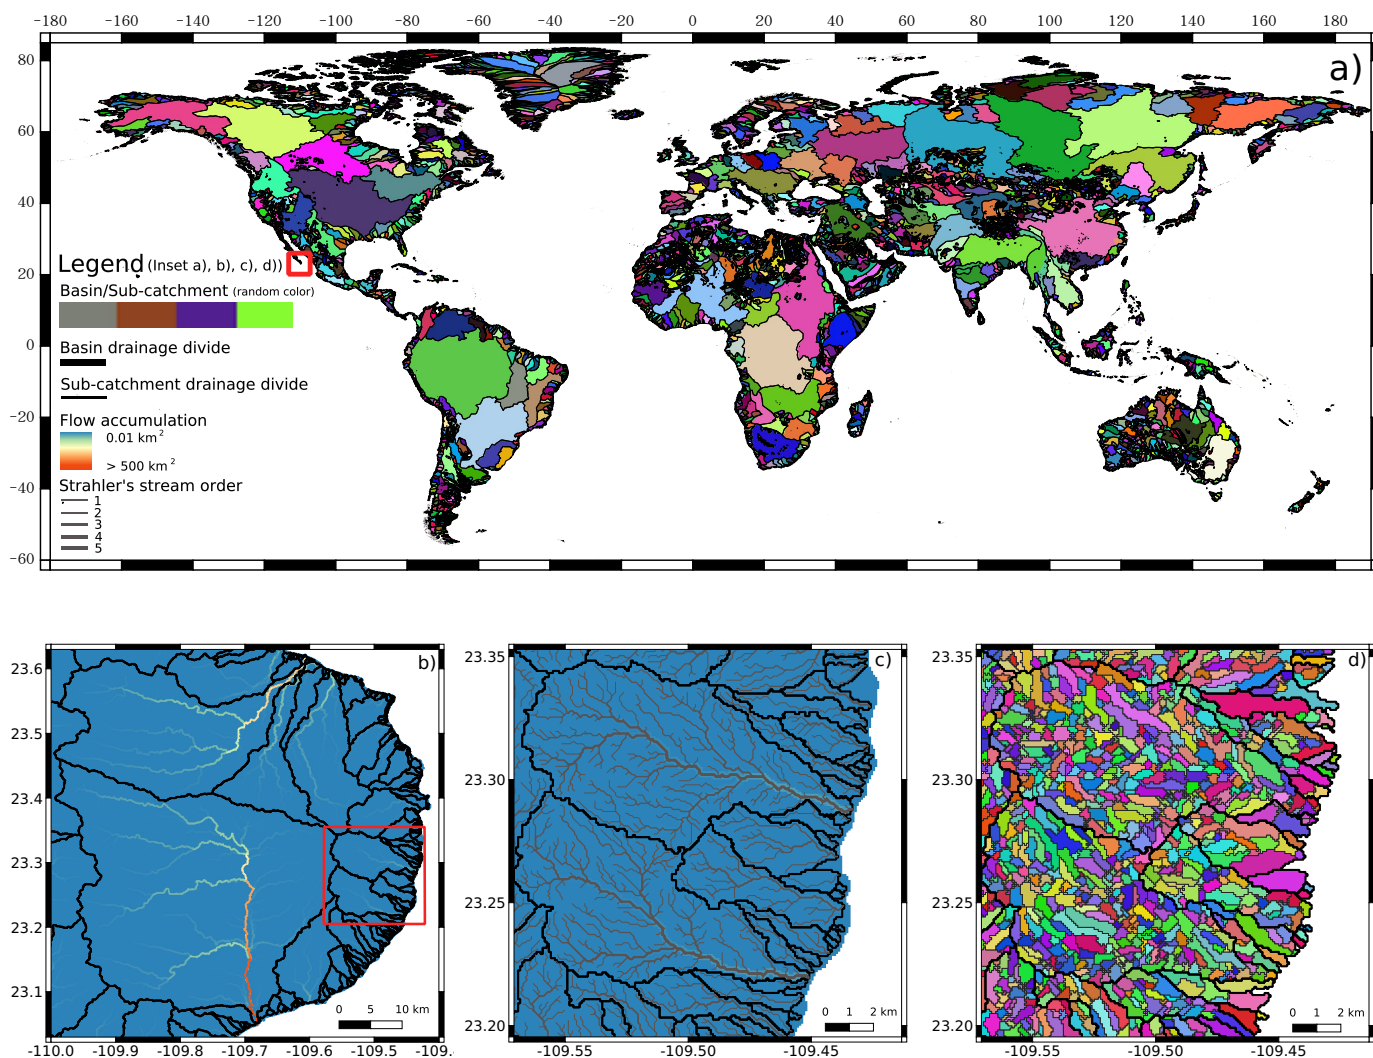 −180 −160 −140 −120 −100 −80 −60 −40 −20 0 20 40 60 80 100 120 140 160 180
a)
80
60
40
20
0
−20
−40
−60
Legend (Inset a), b), c), d))
Basin/Sub-catchment (random color)
Basin drainage divide
Sub-catchment drainage divide
Flow accumulation
0.01 km²
> 500 km²
Strahler's stream order
1
2
3
4
5
b)
23.6
23.5
23.4
23.3
23.2
23.1
0 5 10 km
-110.0 -109.9 -109.8 -109.7 -109.6 -109.5 -109.
c)
23.35
23.30
23.25
23.20
0 1 2 km
-109.55 -109.50 -109.45
d)
23.35
23.30
23.25
23.20
0 1 2 km
-109.55 -109.50 -109.45